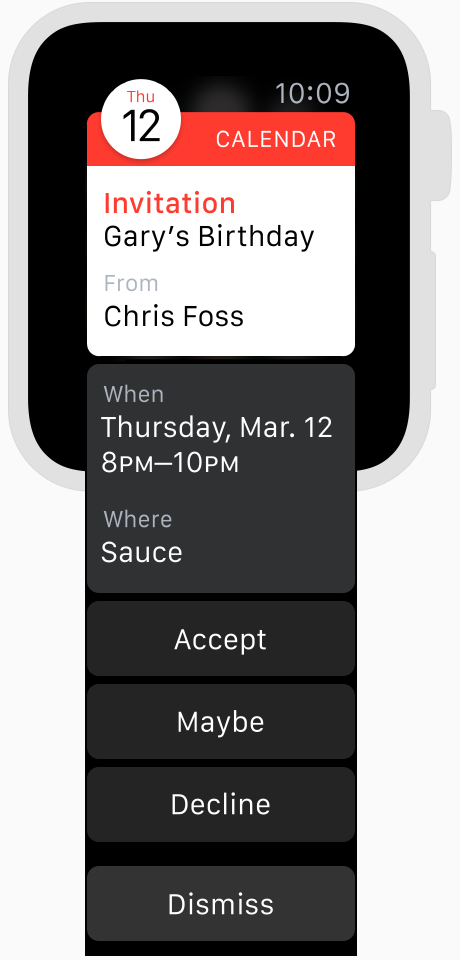 10:09
Thu
12
CALENDAR
Invitation
Gary’s Birthday
From
Chris Foss
When
Thursday, Mar. 12
8PM–10PM
Where
Sauce
Accept
Maybe
Decline
Dismiss